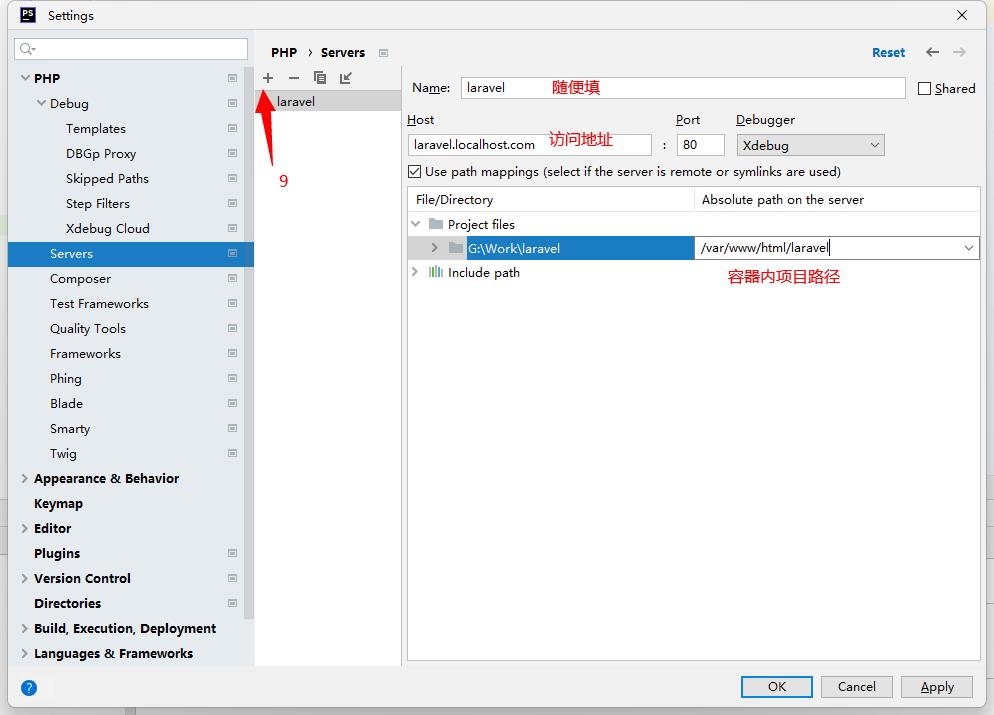 PS Settings
PHP
Debug
Templates
DBGp Proxy
Skipped Paths
Step Filters
Xdebug Cloud
Servers
Composer
Test Frameworks
Quality Tools
Frameworks
Phing
Blade
Smarty
Twig
Appearance & Behavior
Keymap
Editor
Plugins
Version Control
Directories
Build, Execution, Deployment
Languages & Frameworks
?
PHP › Servers
Reset
laravel
9
Name: laravel 随便填
Shared
Host Port Debugger
laravel.localhost.com 访问地址 : 80 Xdebug
Use path mappings (select if the server is remote or symlinks are used)
File/Directory Absolute path on the server
Project files
G:\Work\laravel /var/www/html/laravel
Include path
容器内项目路径
OK Cancel Apply